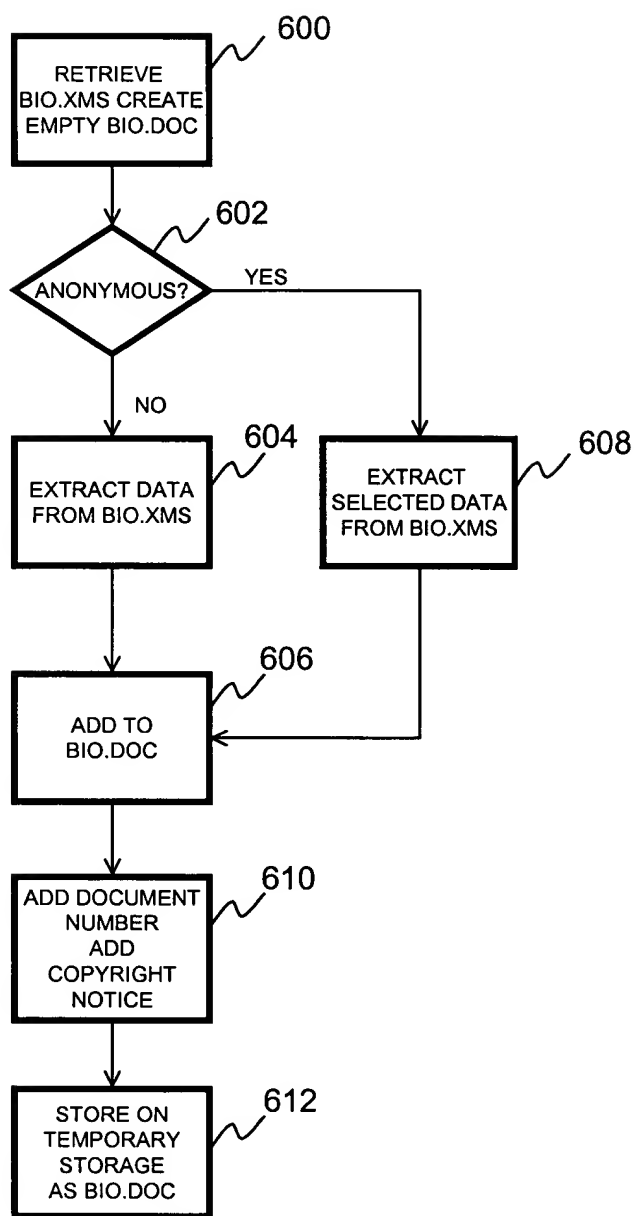 600
RETRIEVE
BIO.XMS CREATE
EMPTY BIO.DOC
602
ANONYMOUS?
YES
NO
604
EXTRACT DATA
FROM BIO.XMS
608
EXTRACT
SELECTED DATA
FROM BIO.XMS
606
ADD TO
BIO.DOC
610
ADD DOCUMENT
NUMBER
ADD
COPYRIGHT
NOTICE
612
STORE ON
TEMPORARY
STORAGE
AS BIO.DOC